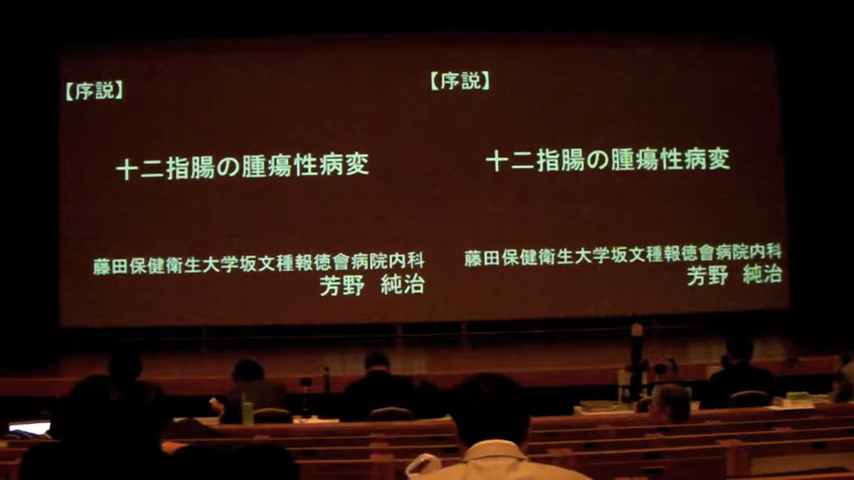 【序説】
十二指腸の腫瘍性病変
藤田保健衛生大学坂文種報徳會病院内科
芳野 純治
【序説】
十二指腸の腫瘍性病変
藤田保健衛生大学坂文種報徳會病院内科
芳野 純治